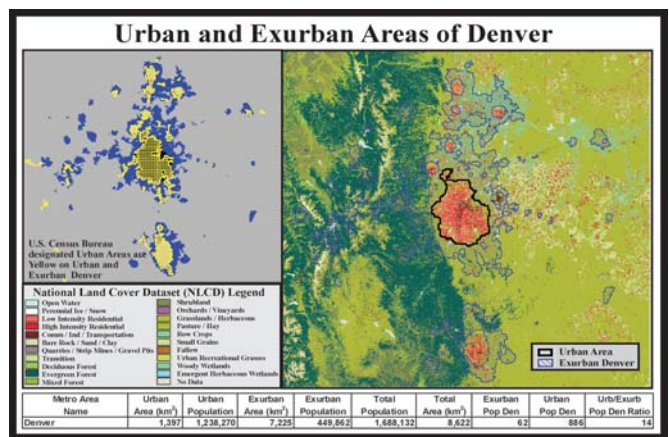 Urban and Exurban Areas of Denver
U.S. Census Bureau
designated Urban Areas are
Yellow on Urban and
Exurban Denver
National Land Cover Dataset (NLCD) Legend
Open Water
Perennial Ice / Snow
Low Intensity Residential
High Intensity Residential
Comm / Ind / Transportation
Bare Rock / Sand / Clay
Quarries / Strip Mines / Gravel Pits
Transition
Deciduous Forest
Evergreen Forest
Mixed Forest
Shrubland
Orchards / Vineyards
Grasslands / Herbaceous
Pasture / Hay
Row Crops
Small Grains
Fallow
Urban Recreational Grasses
Woody Wetlands
Emergent Herbaceous Wetlands
No Data
Urban Area
Exurban Denver
Metro Area Urban Urban Exurban Exurban Total Total Exurban Urban Urb/Exurb
Name Area (km²) Population Area (km²) Population Population Area (km²) Pop Den Pop Den Pop Den Ratio
Denver 1,397 1,238,270 7,225 449,862 1,688,132 8,622 62 886 14